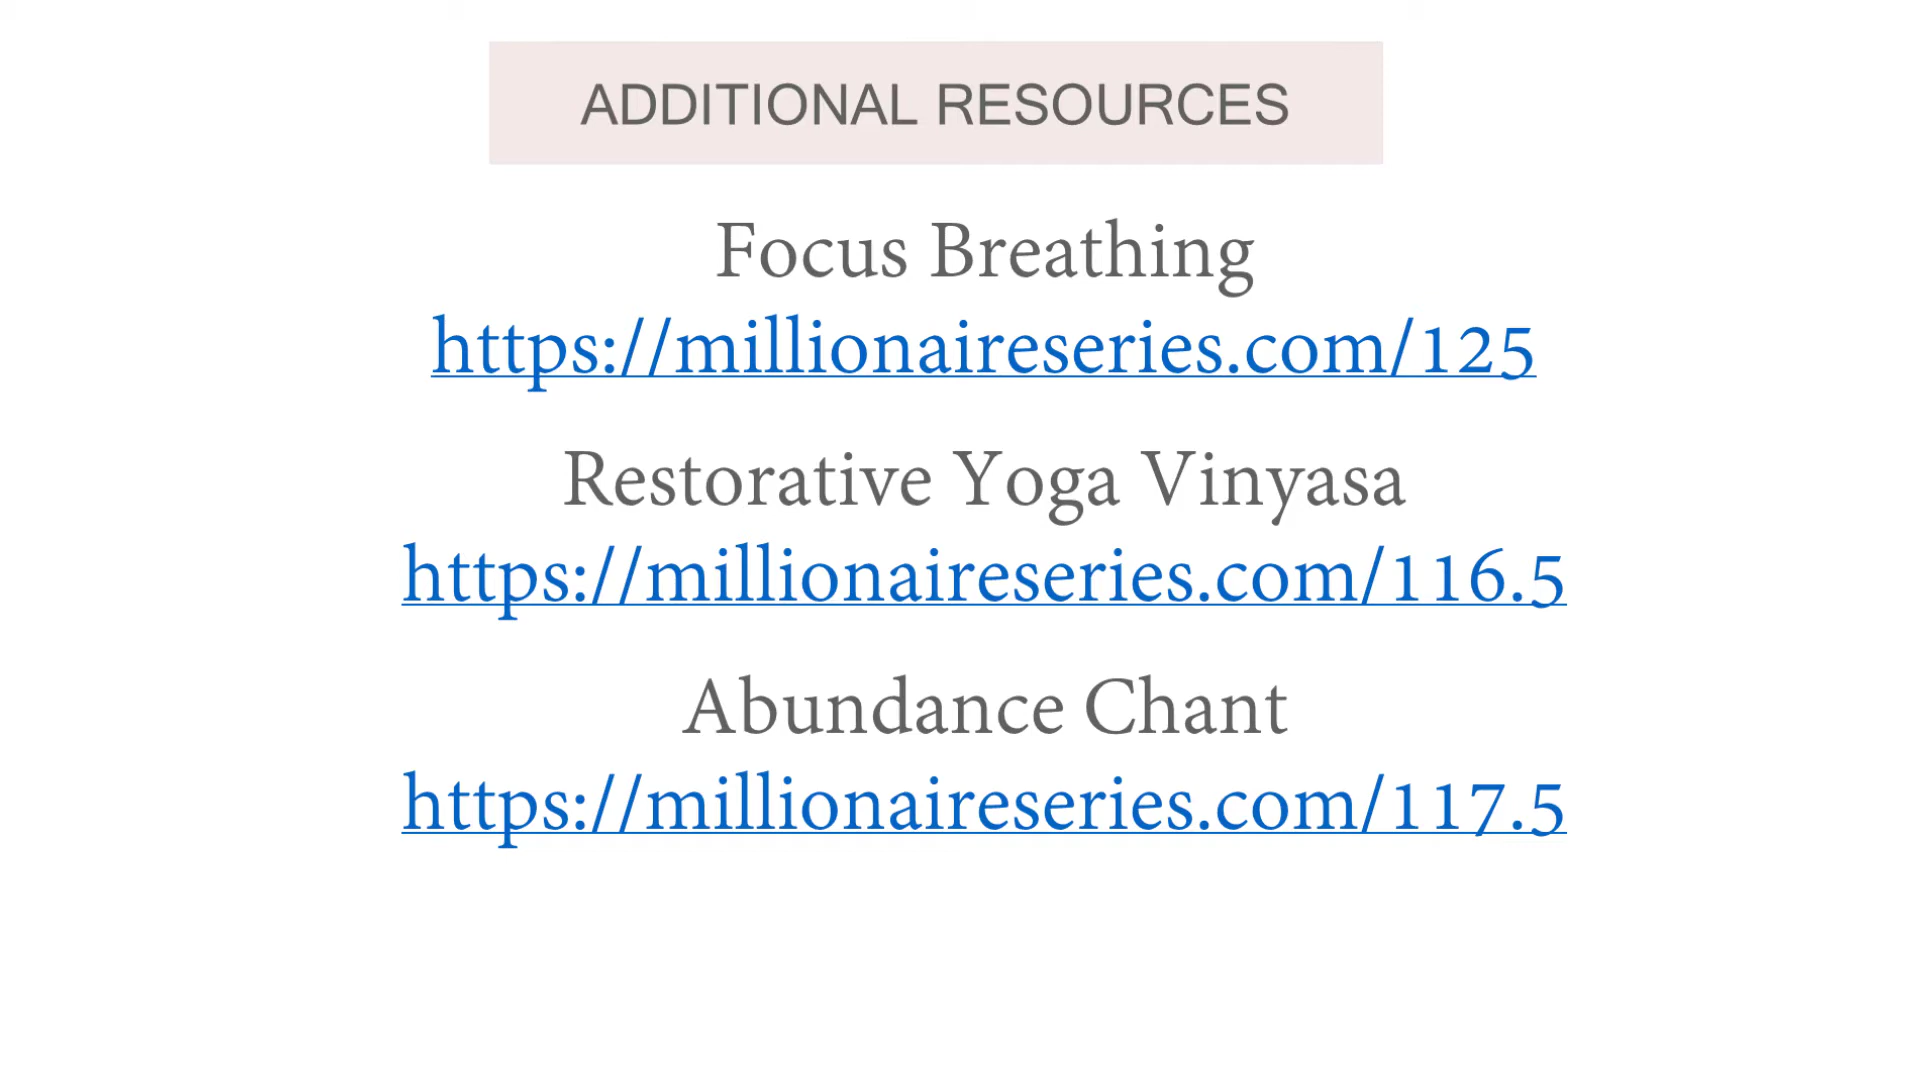 ADDITIONAL RESOURCES
Focus Breathing
https://millionaireseries.com/125
Restorative Yoga Vinyasa
https://millionaireseries.com/116.5
Abundance Chant
https://millionaireseries.com/117.5